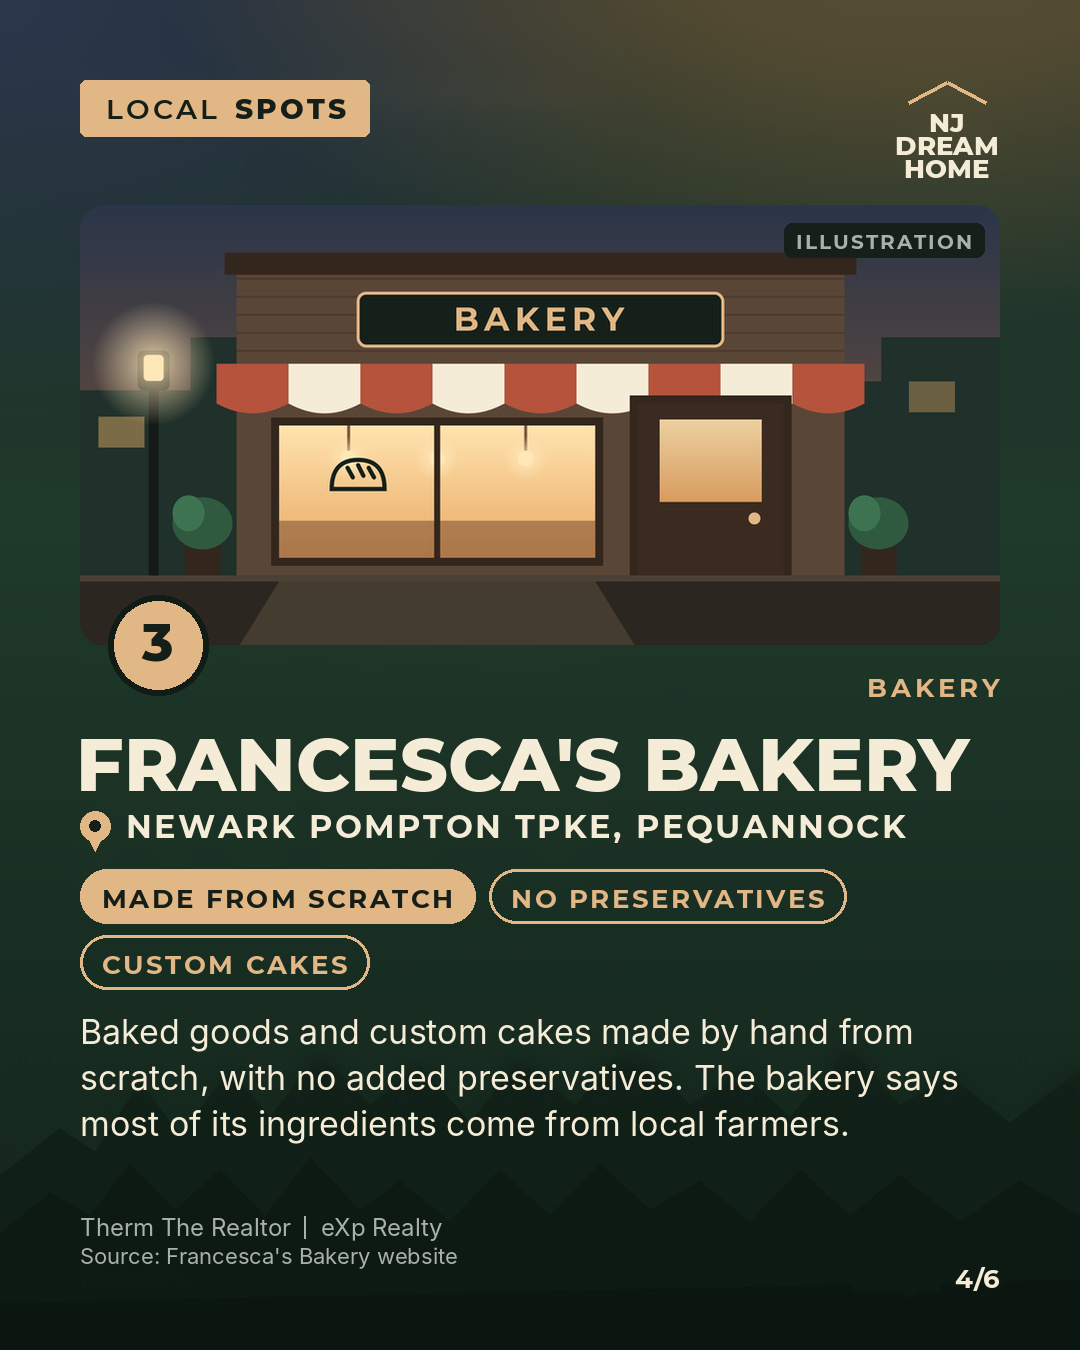 LOCAL SPOTS
NJ
DREAM
HOME
ILLUSTRATION
BAKERY
3
BAKERY
FRANCESCA'S BAKERY
NEWARK POMPTON TPKE, PEQUANNOCK
MADE FROM SCRATCH
NO PRESERVATIVES
CUSTOM CAKES
Baked goods and custom cakes made by hand from
scratch, with no added preservatives. The bakery says
most of its ingredients come from local farmers.
Therm The Realtor | eXp Realty
Source: Francesca's Bakery website
4/6